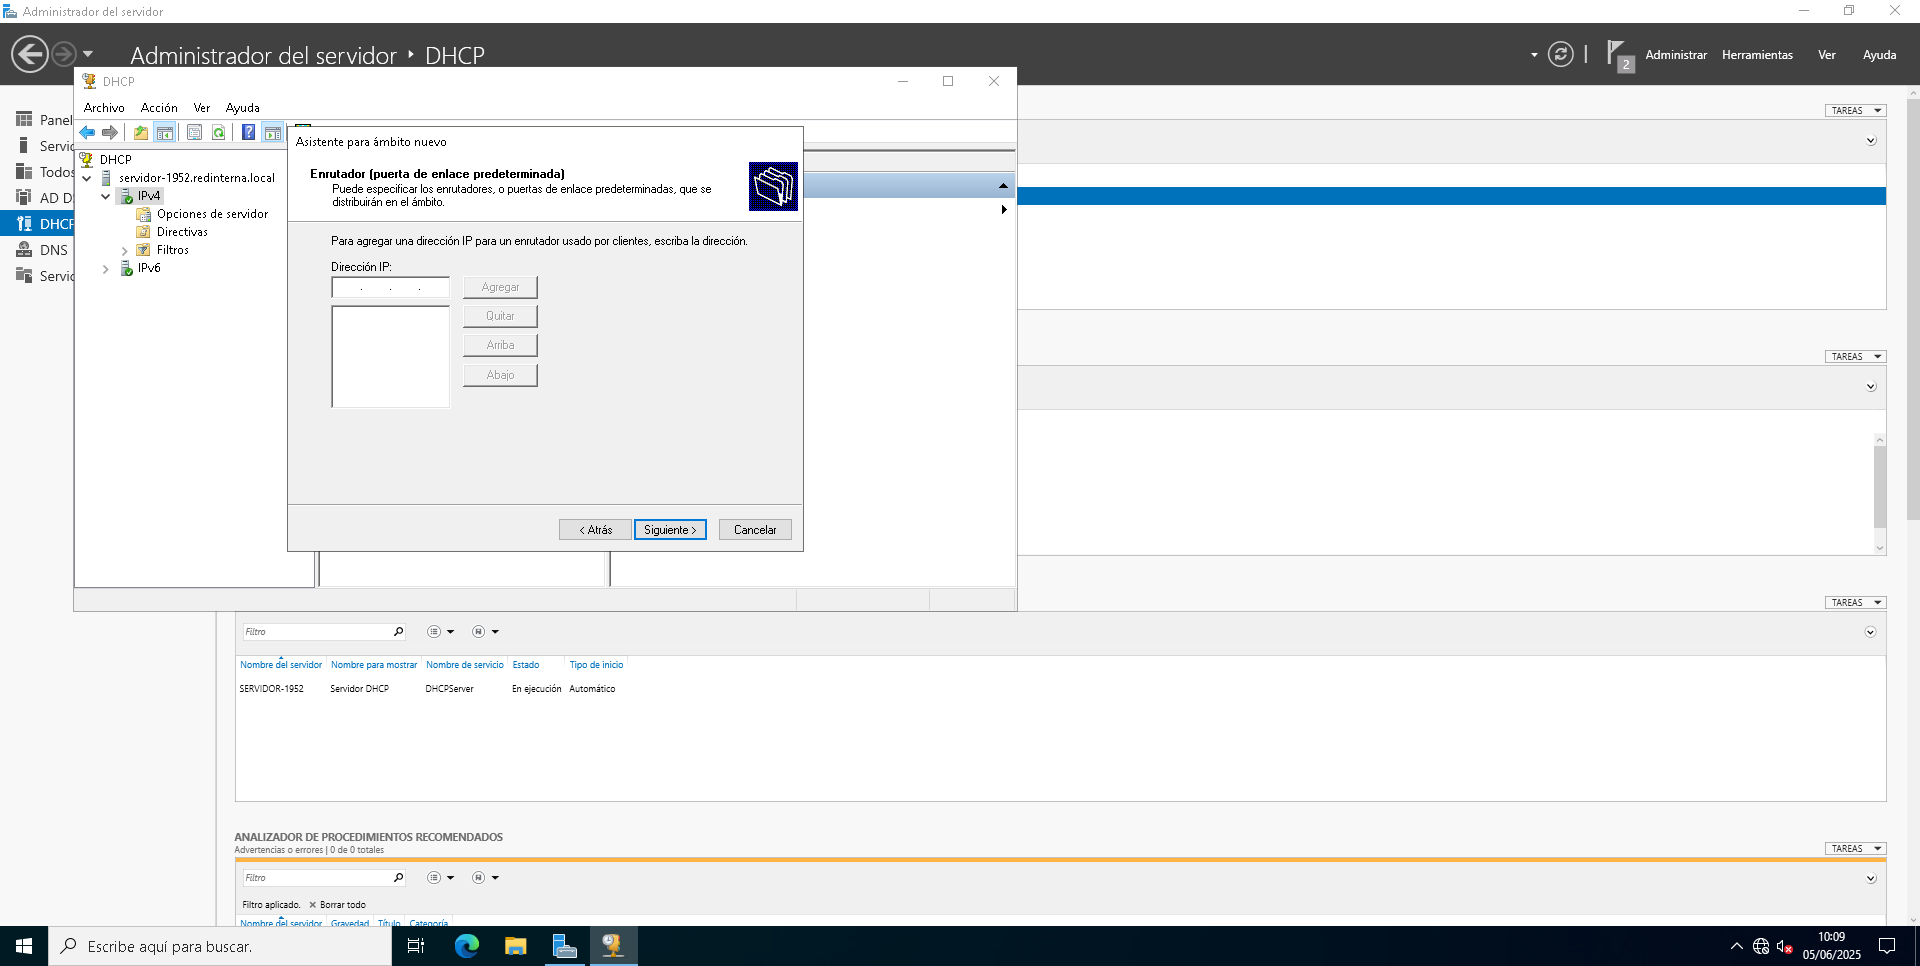 Administrador del servidor
Administrador del servidor
DHCP
2
Administrar
Herramientas
Ver
Ayuda
Panel
Servic
Todos
AD D
DHCP
DNS
Servic
DHCP
Archivo
Acción
Ver
Ayuda
DHCP
servidor-1952.redinterna.local
IPv4
Opciones de servidor
Directivas
Filtros
IPv6
Asistente para ámbito nuevo
Enrutador (puerta de enlace predeterminada)
Puede especificar los enrutadores, o puertas de enlace predeterminadas, que se
distribuirán en el ámbito.
Para agregar una dirección IP para un enrutador usado por clientes, escriba la dirección.
Dirección IP:
. . .
Agregar
Quitar
Arriba
Abajo
< Atrás
Siguiente >
Cancelar
TAREAS
TAREAS
TAREAS
Filtro
Nombre del servidor
Nombre para mostrar
Nombre de servicio
Estado
Tipo de inicio
SERVIDOR-1952
Servidor DHCP
DHCPServer
En ejecución
Automático
ANALIZADOR DE PROCEDIMIENTOS RECOMENDADOS
Advertencias o errores | 0 de 0 totales
TAREAS
Filtro
Filtro aplicado.
Borrar todo
Nombre del servidor
Gravedad
Título
Categoría
Escribe aquí para buscar.
10:09
05/06/2025